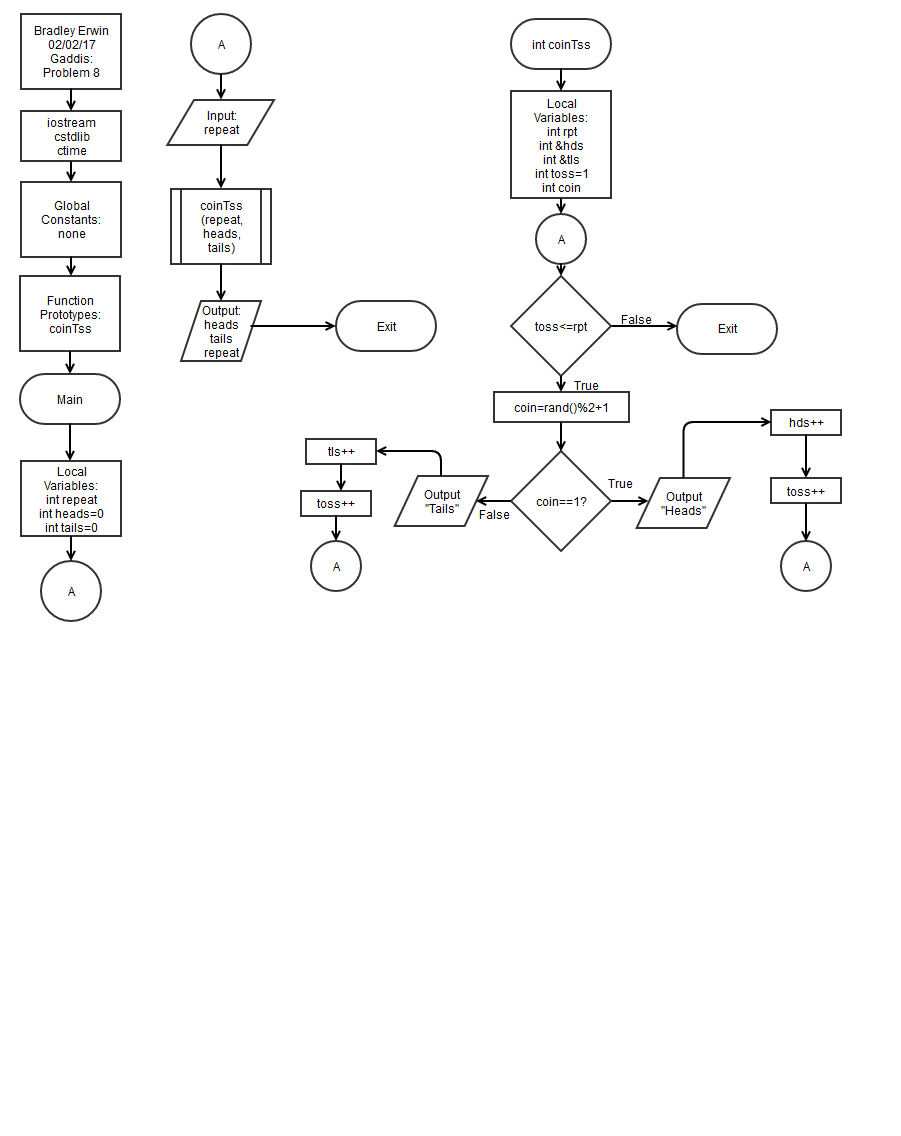 Bradley Erwin
02/02/17
Gaddis:
Problem 8
iostream
cstdlib
ctime
Global
Constants:
none
Function
Prototypes:
coinTss
Main
Local
Variables:
int repeat
int heads=0
int tails=0
A
A
Input:
repeat
coinTss
(repeat,
heads,
tails)
Output:
heads
tails
repeat
Exit
int coinTss
Local
Variables:
int rpt
int &hds
int &tls
int toss=1
int coin
A
toss<=rpt
False
Exit
True
coin=rand()%2+1
coin==1?
False
Output
"Tails"
tls++
toss++
A
True
Output
"Heads"
hds++
toss++
A